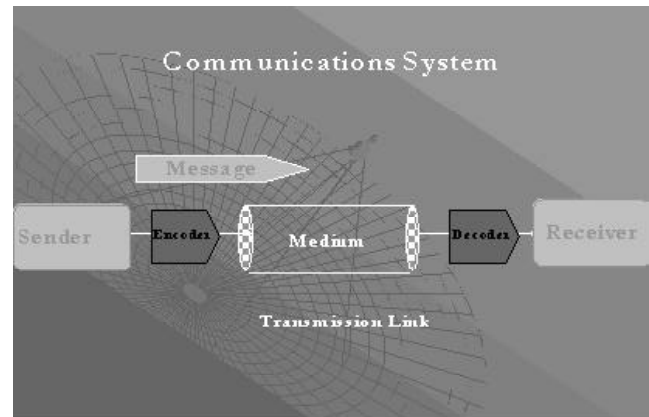 Communications System
Message
Sender
Encoder
Medium
Decoder
Receiver
Transmission Link